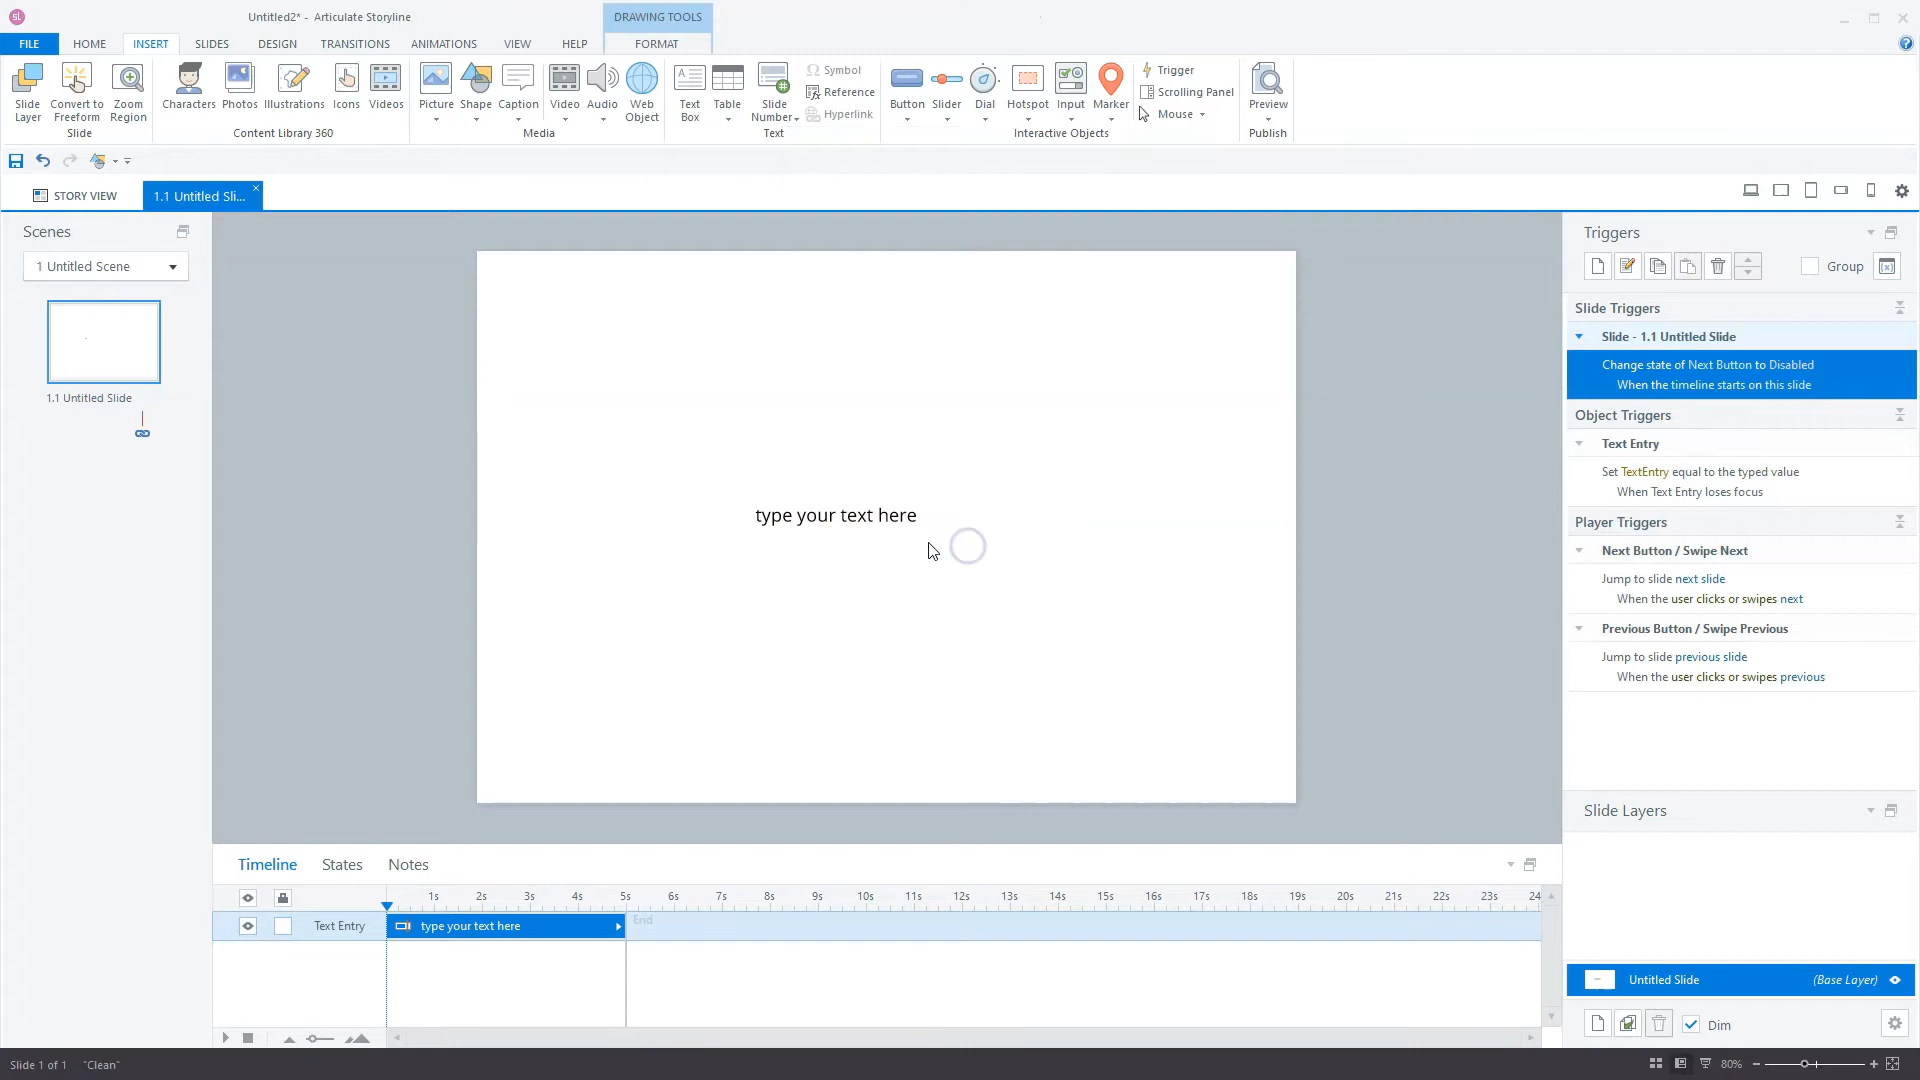 Untitled2* - Articulate Storyline
DRAWING TOOLS
FILE HOME INSERT SLIDES DESIGN TRANSITIONS ANIMATIONS VIEW HELP FORMAT
Slide Layer
Convert to Freeform
Zoom Region
Slide
Characters
Photos
Illustrations
Icons
Videos
Content Library 360
Picture
Shape
Caption
Video
Audio
Web Object
Media
Text Box
Table
Slide Number
Symbol
Reference
Hyperlink
Text
Button
Slider
Dial
Hotspot
Input
Marker
Trigger
Scrolling Panel
Mouse
Interactive Objects
Preview
Publish
STORY VIEW
1.1 Untitled Sli...
Scenes
1 Untitled Scene
1.1 Untitled Slide
type your text here
Triggers
Group
Slide Triggers
Slide - 1.1 Untitled Slide
Change state of Next Button to Disabled
When the timeline starts on this slide
Object Triggers
Text Entry
Set TextEntry equal to the typed value
When Text Entry loses focus
Player Triggers
Next Button / Swipe Next
Jump to slide next slide
When the user clicks or swipes next
Previous Button / Swipe Previous
Jump to slide previous slide
When the user clicks or swipes previous
Slide Layers
Untitled Slide (Base Layer)
Dim
Timeline States Notes
1s 2s 3s 4s 5s 6s 7s 8s 9s 10s 11s 12s 13s 14s 15s 16s 17s 18s 19s 20s 21s 22s 23s 24
Text Entry type your text here End
Slide 1 of 1 "Clean" 80%